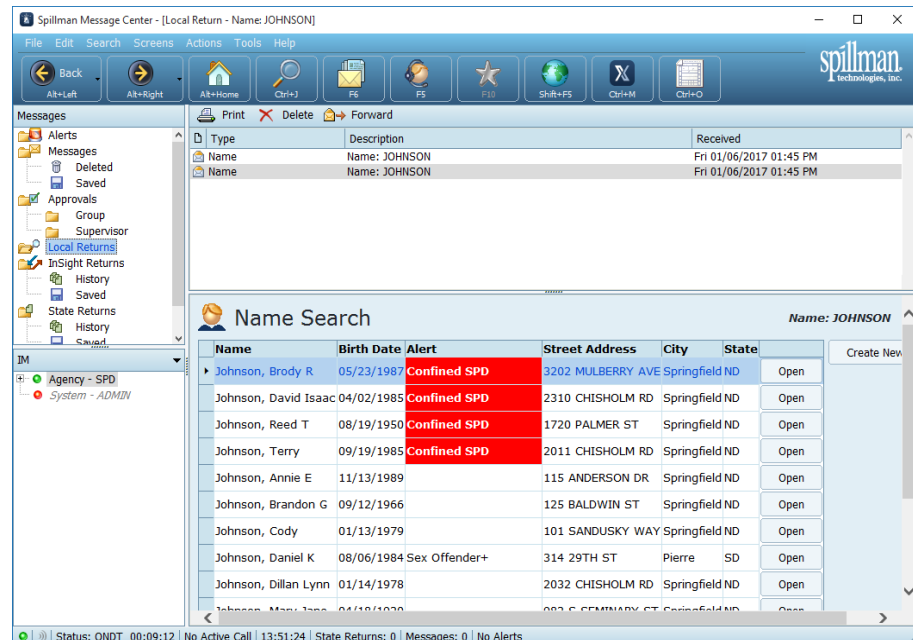 Spillman Message Center - [Local Return - Name: JOHNSON]
File Edit Search Screens Actions Tools Help
Back
Alt+Left Alt+Right Alt+Home Ctrl+J F6 F5 F10 Shift+F5 Ctrl+M Ctrl+O
spillman.
technologies, inc.
Messages
Alerts
Messages
Deleted
Saved
Approvals
Group
Supervisor
Local Returns
InSight Returns
History
Saved
State Returns
History
Saved
IM
Agency - SPD
System - ADMIN
Print Delete Forward
Type Description Received
Name Name: JOHNSON Fri 01/06/2017 01:45 PM
Name Name: JOHNSON Fri 01/06/2017 01:45 PM
Name Search Name: JOHNSON
Name Birth Date Alert Street Address City State
Create New
Johnson, Brody R 05/23/1987 Confined SPD 3202 MULBERRY AVE Springfield ND Open
Johnson, David Isaac 04/02/1985 Confined SPD 2310 CHISHOLM RD Springfield ND Open
Johnson, Reed T 08/19/1950 Confined SPD 1720 PALMER ST Springfield ND Open
Johnson, Terry 09/19/1985 Confined SPD 2011 CHISHOLM RD Springfield ND Open
Johnson, Annie E 11/13/1989 115 ANDERSON DR Springfield ND Open
Johnson, Brandon G 09/12/1966 125 BALDWIN ST Springfield ND Open
Johnson, Cody 01/13/1979 101 SANDUSKY WAY Springfield ND Open
Johnson, Daniel K 08/06/1984 Sex Offender+ 314 29TH ST Pierre SD Open
Johnson, Dillan Lynn 01/14/1978 2032 CHISHOLM RD Springfield ND Open
Johnson, Mary Jane 982 S SEMINARY ST Springfield ND Open
Status: ONDT 00:09:12 No Active Call 13:51:24 State Returns: 0 Messages: 0 No Alerts